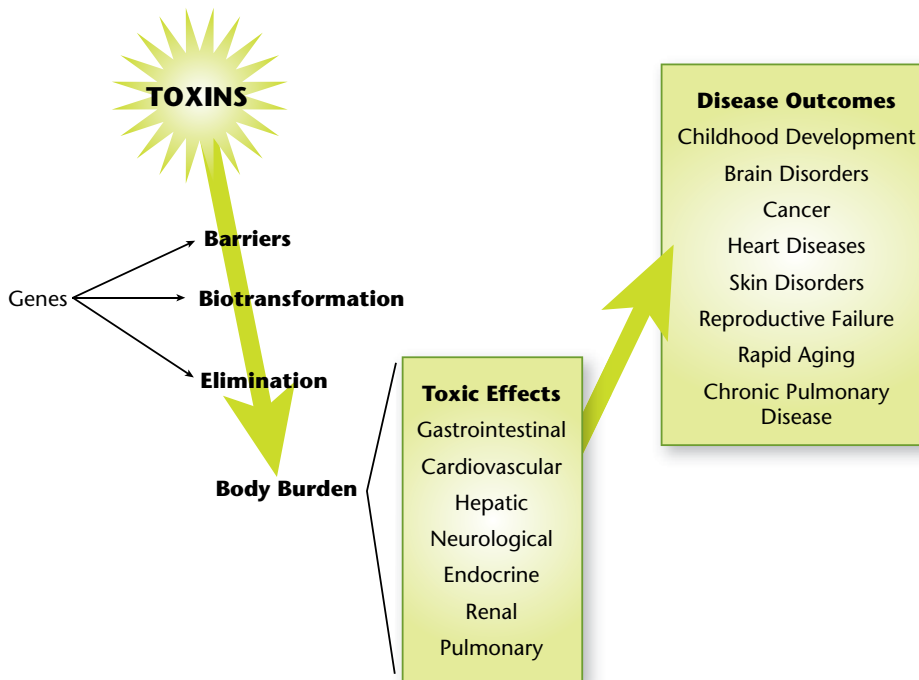 TOXINS
Barriers
Genes
Biotransformation
Elimination
Body Burden
Toxic Effects
Gastrointestinal
Cardiovascular
Hepatic
Neurological
Endocrine
Renal
Pulmonary
Disease Outcomes
Childhood Development
Brain Disorders
Cancer
Heart Diseases
Skin Disorders
Reproductive Failure
Rapid Aging
Chronic Pulmonary
Disease